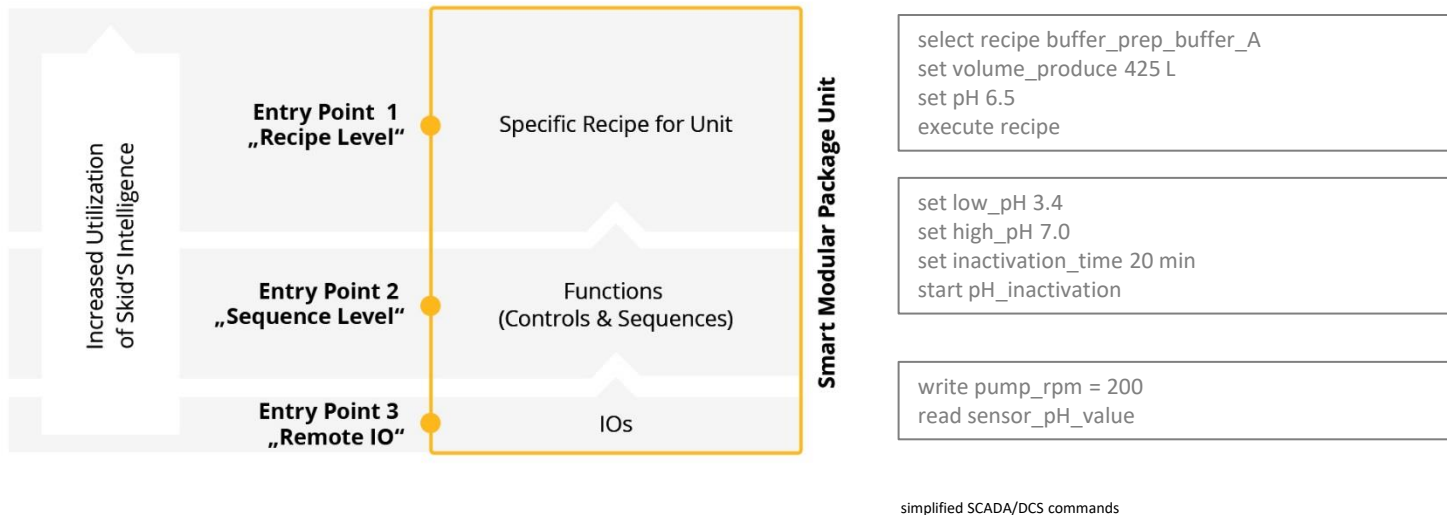 Increased Utilization
of Skid'S Intelligence
Entry Point 1
„Recipe Level“
Specific Recipe for Unit
Entry Point 2
„Sequence Level“
Functions
(Controls & Sequences)
Entry Point 3
„Remote IO“
IOs
Smart Modular Package Unit
select recipe buffer_prep_buffer_A
set volume_produce 425 L
set pH 6.5
execute recipe
set low_pH 3.4
set high_pH 7.0
set inactivation_time 20 min
start pH_inactivation
write pump_rpm = 200
read sensor_pH_value
simplified SCADA/DCS commands